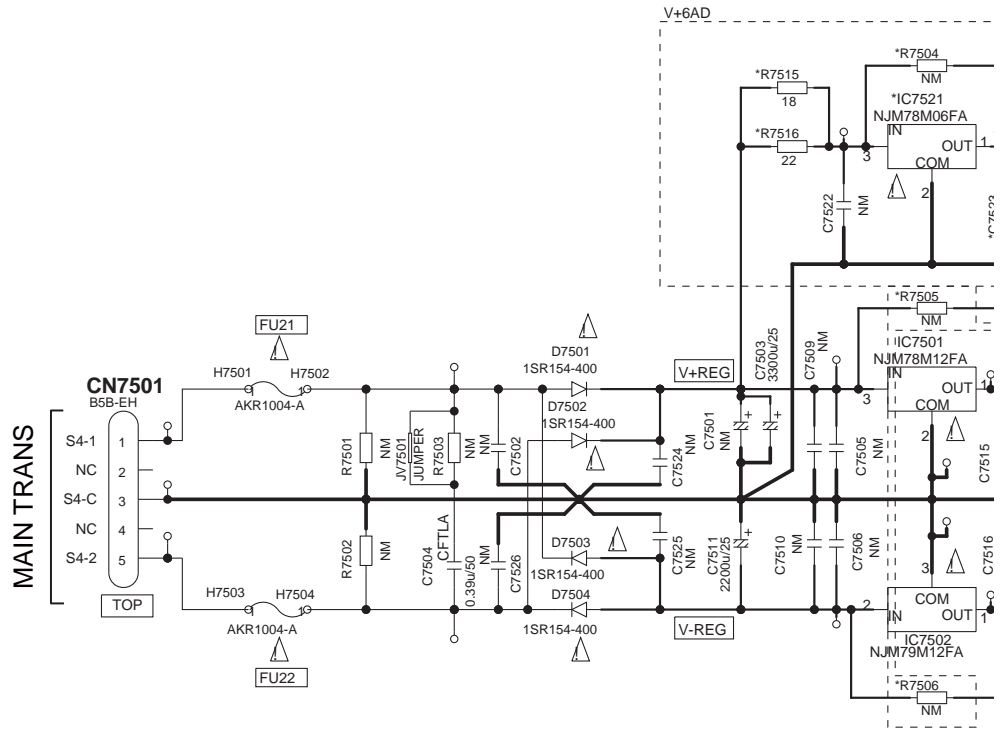 V+6AD
*R7504
NM
*R7515
18
*IC7521
NJM78M06FA
IN
OUT
1
COM
3
2
*R7516
22
C7522
NM
*C7523
*R7505
NM
FU21
D7501
1SR154-400
H7501
H7502
AKR1004-A
V+REG
C7503
3300u/25
C7509
NM
IC7501
NJM78M12FA
IN
OUT
1
COM
3
2
CN7501
B5B-EH
D7502
1SR154-400
MAIN TRANS
S4-1
1
NC
2
S4-C
3
NC
4
S4-2
5
TOP
R7501
NM
JV7501
JUMPER
R7503
NM
NM
C7502
C7524
NM
C7501
NM
C7505
NM
C7515
R7502
NM
C7504
CFTLA
0.39u/50
NM
C7526
D7503
1SR154-400
C7525
NM
C7511
2200u/25
C7510
NM
C7506
NM
C7516
3
COM
IN
OUT
1
2
IC7502
NJM79M12FA
H7503
H7504
AKR1004-A
FU22
D7504
1SR154-400
V-REG
*R7506
NM